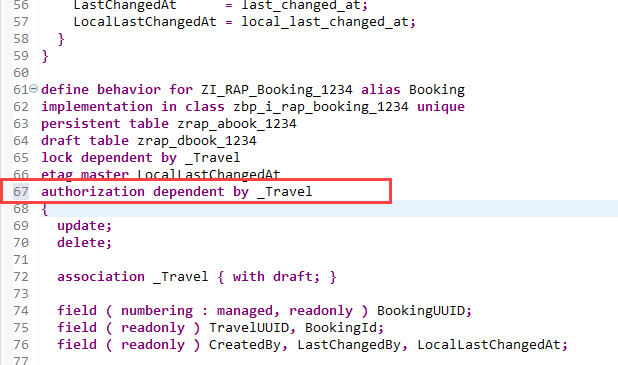 56 LastChangedAt = last_changed_at;
57 LocalLastChangedAt = local_last_changed_at;
58 }
59 }
60
61 define behavior for ZI_RAP_Booking_1234 alias Booking
62 implementation in class zbp_i_rap_booking_1234 unique
63 persistent table zrap_abook_1234
64 draft table zrap_dbook_1234
65 lock dependent by _Travel
66 etag master LocalLastChangedAt
67 authorization dependent by _Travel
68 {
69 update;
70 delete;
71
72 association _Travel { with draft; }
73
74 field ( numbering : managed, readonly ) BookingUUID;
75 field ( readonly ) TravelUUID, BookingId;
76 field ( readonly ) CreatedBy, LastChangedBy, LocalLastChangedAt;
77